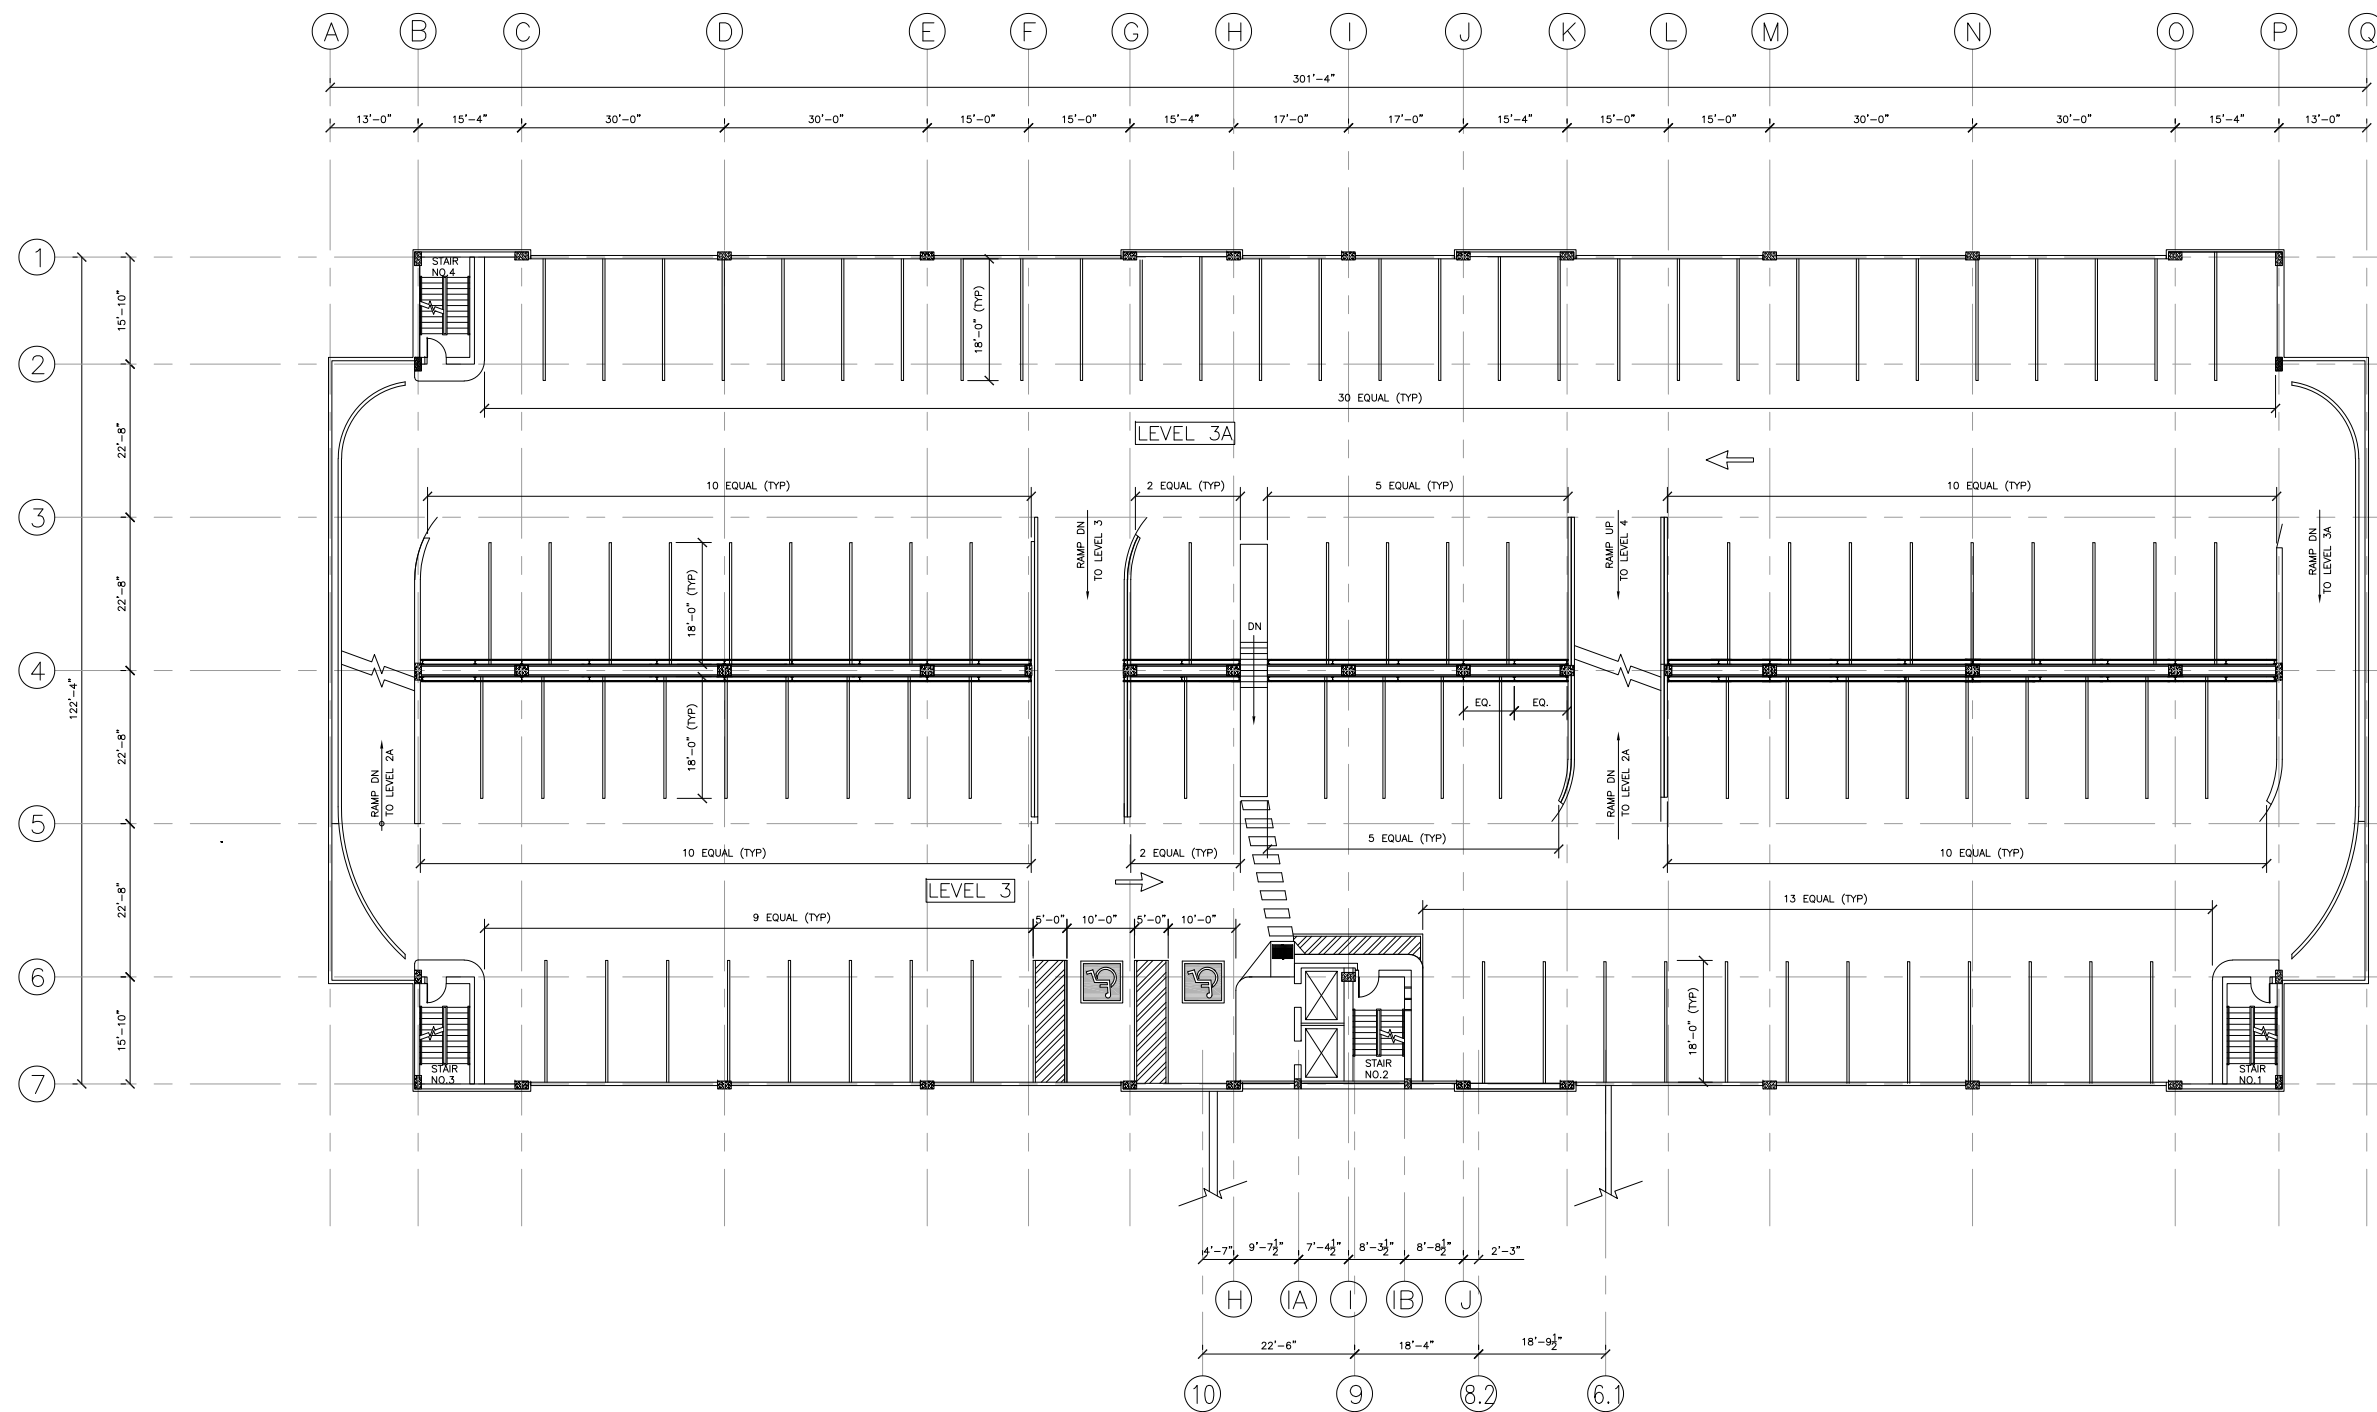 A B C D E F G H I J K L M N O P Q
301'-4"
13'-0" 15'-4" 30'-0" 30'-0" 15'-0" 15'-0" 15'-4" 17'-0" 17'-0" 15'-4" 15'-0" 15'-0" 30'-0" 30'-0" 15'-4" 13'-0"
1
STAIR
NO.4
15'-10"
18'-0" (TYP)
2
30 EQUAL (TYP)
22'-8"
LEVEL 3A
10 EQUAL (TYP) 2 EQUAL (TYP) 5 EQUAL (TYP) 10 EQUAL (TYP)
3
RAMP DN
TO LEVEL 3
RAMP UP
TO LEVEL 4
RAMP DN
TO LEVEL 3A
22'-8"
18'-0" (TYP)
DN
4
122'-4"
22'-8"
18'-0" (TYP)
EQ. EQ.
RAMP DN
TO LEVEL 2A
RAMP DN
TO LEVEL 2A
5
10 EQUAL (TYP) 2 EQUAL (TYP) 5 EQUAL (TYP) 10 EQUAL (TYP)
22'-8"
LEVEL 3
9 EQUAL (TYP) 5'-0" 10'-0" 5'-0" 10'-0" 13 EQUAL (TYP)
6
15'-10"
18'-0" (TYP)
STAIR
NO.3
STAIR
NO.2
STAIR
NO.1
7
4'-7" 9'-7½" 7'-4½" 8'-3½" 8'-8½" 2'-3"
H IA I IB J
22'-6" 18'-4" 18'-9½"
10 9 8.2 6.1